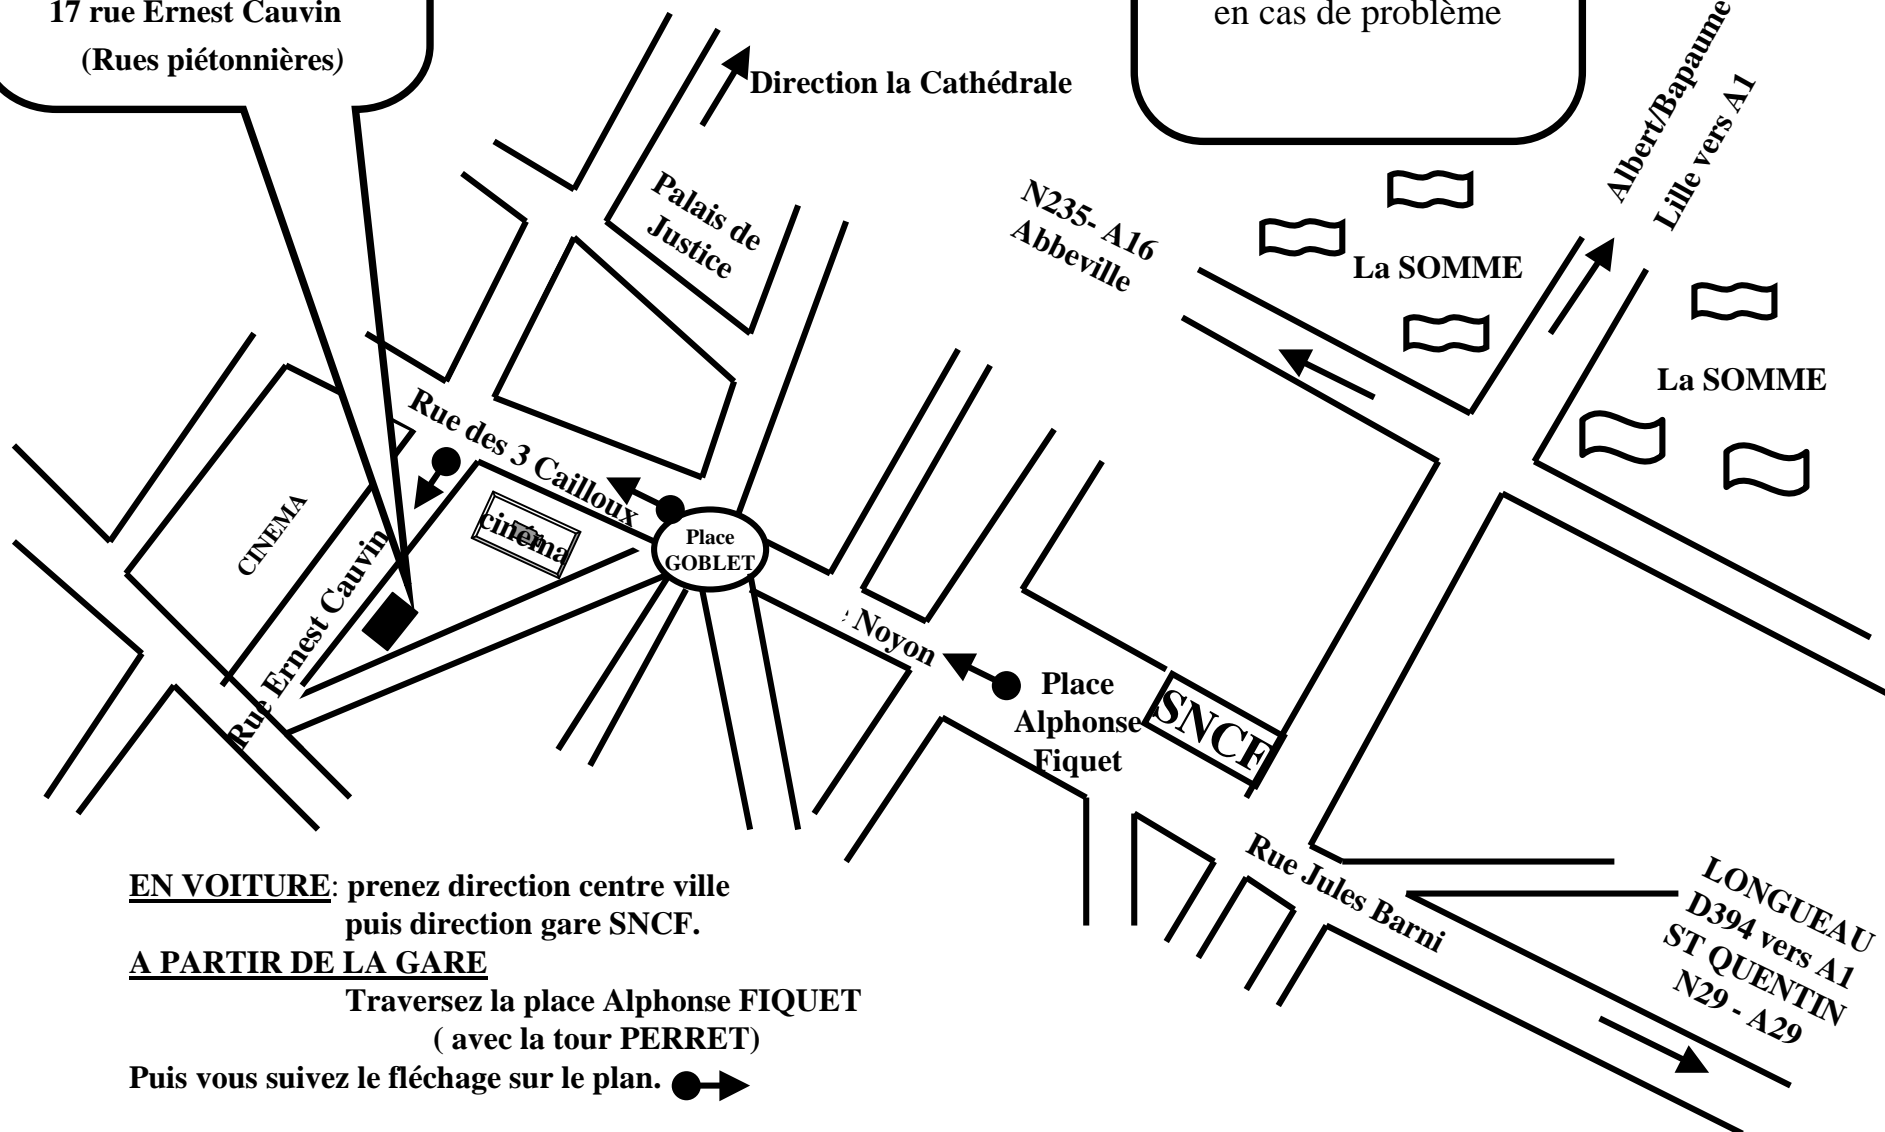 17 rue Ernest Cauvin
(Rues piétonnières)
en cas de problème
Direction la Cathédrale
Albert/Bapaume
Lille vers A1
Palais de
Justice
N235- A16
Abbeville
La SOMME
La SOMME
Rue des 3 Cailloux
CINEMA
cinéma
Place
GOBLET
Rue Ernest Cauvin
Noyon
Place
Alphonse
Fiquet
SNCF
Rue Jules Barni
LONGUEAU
D394 vers A1
ST QUENTIN
N29 - A29
EN VOITURE: prenez direction centre ville
puis direction gare SNCF.
A PARTIR DE LA GARE
Traversez la place Alphonse FIQUET
( avec la tour PERRET)
Puis vous suivez le fléchage sur le plan.